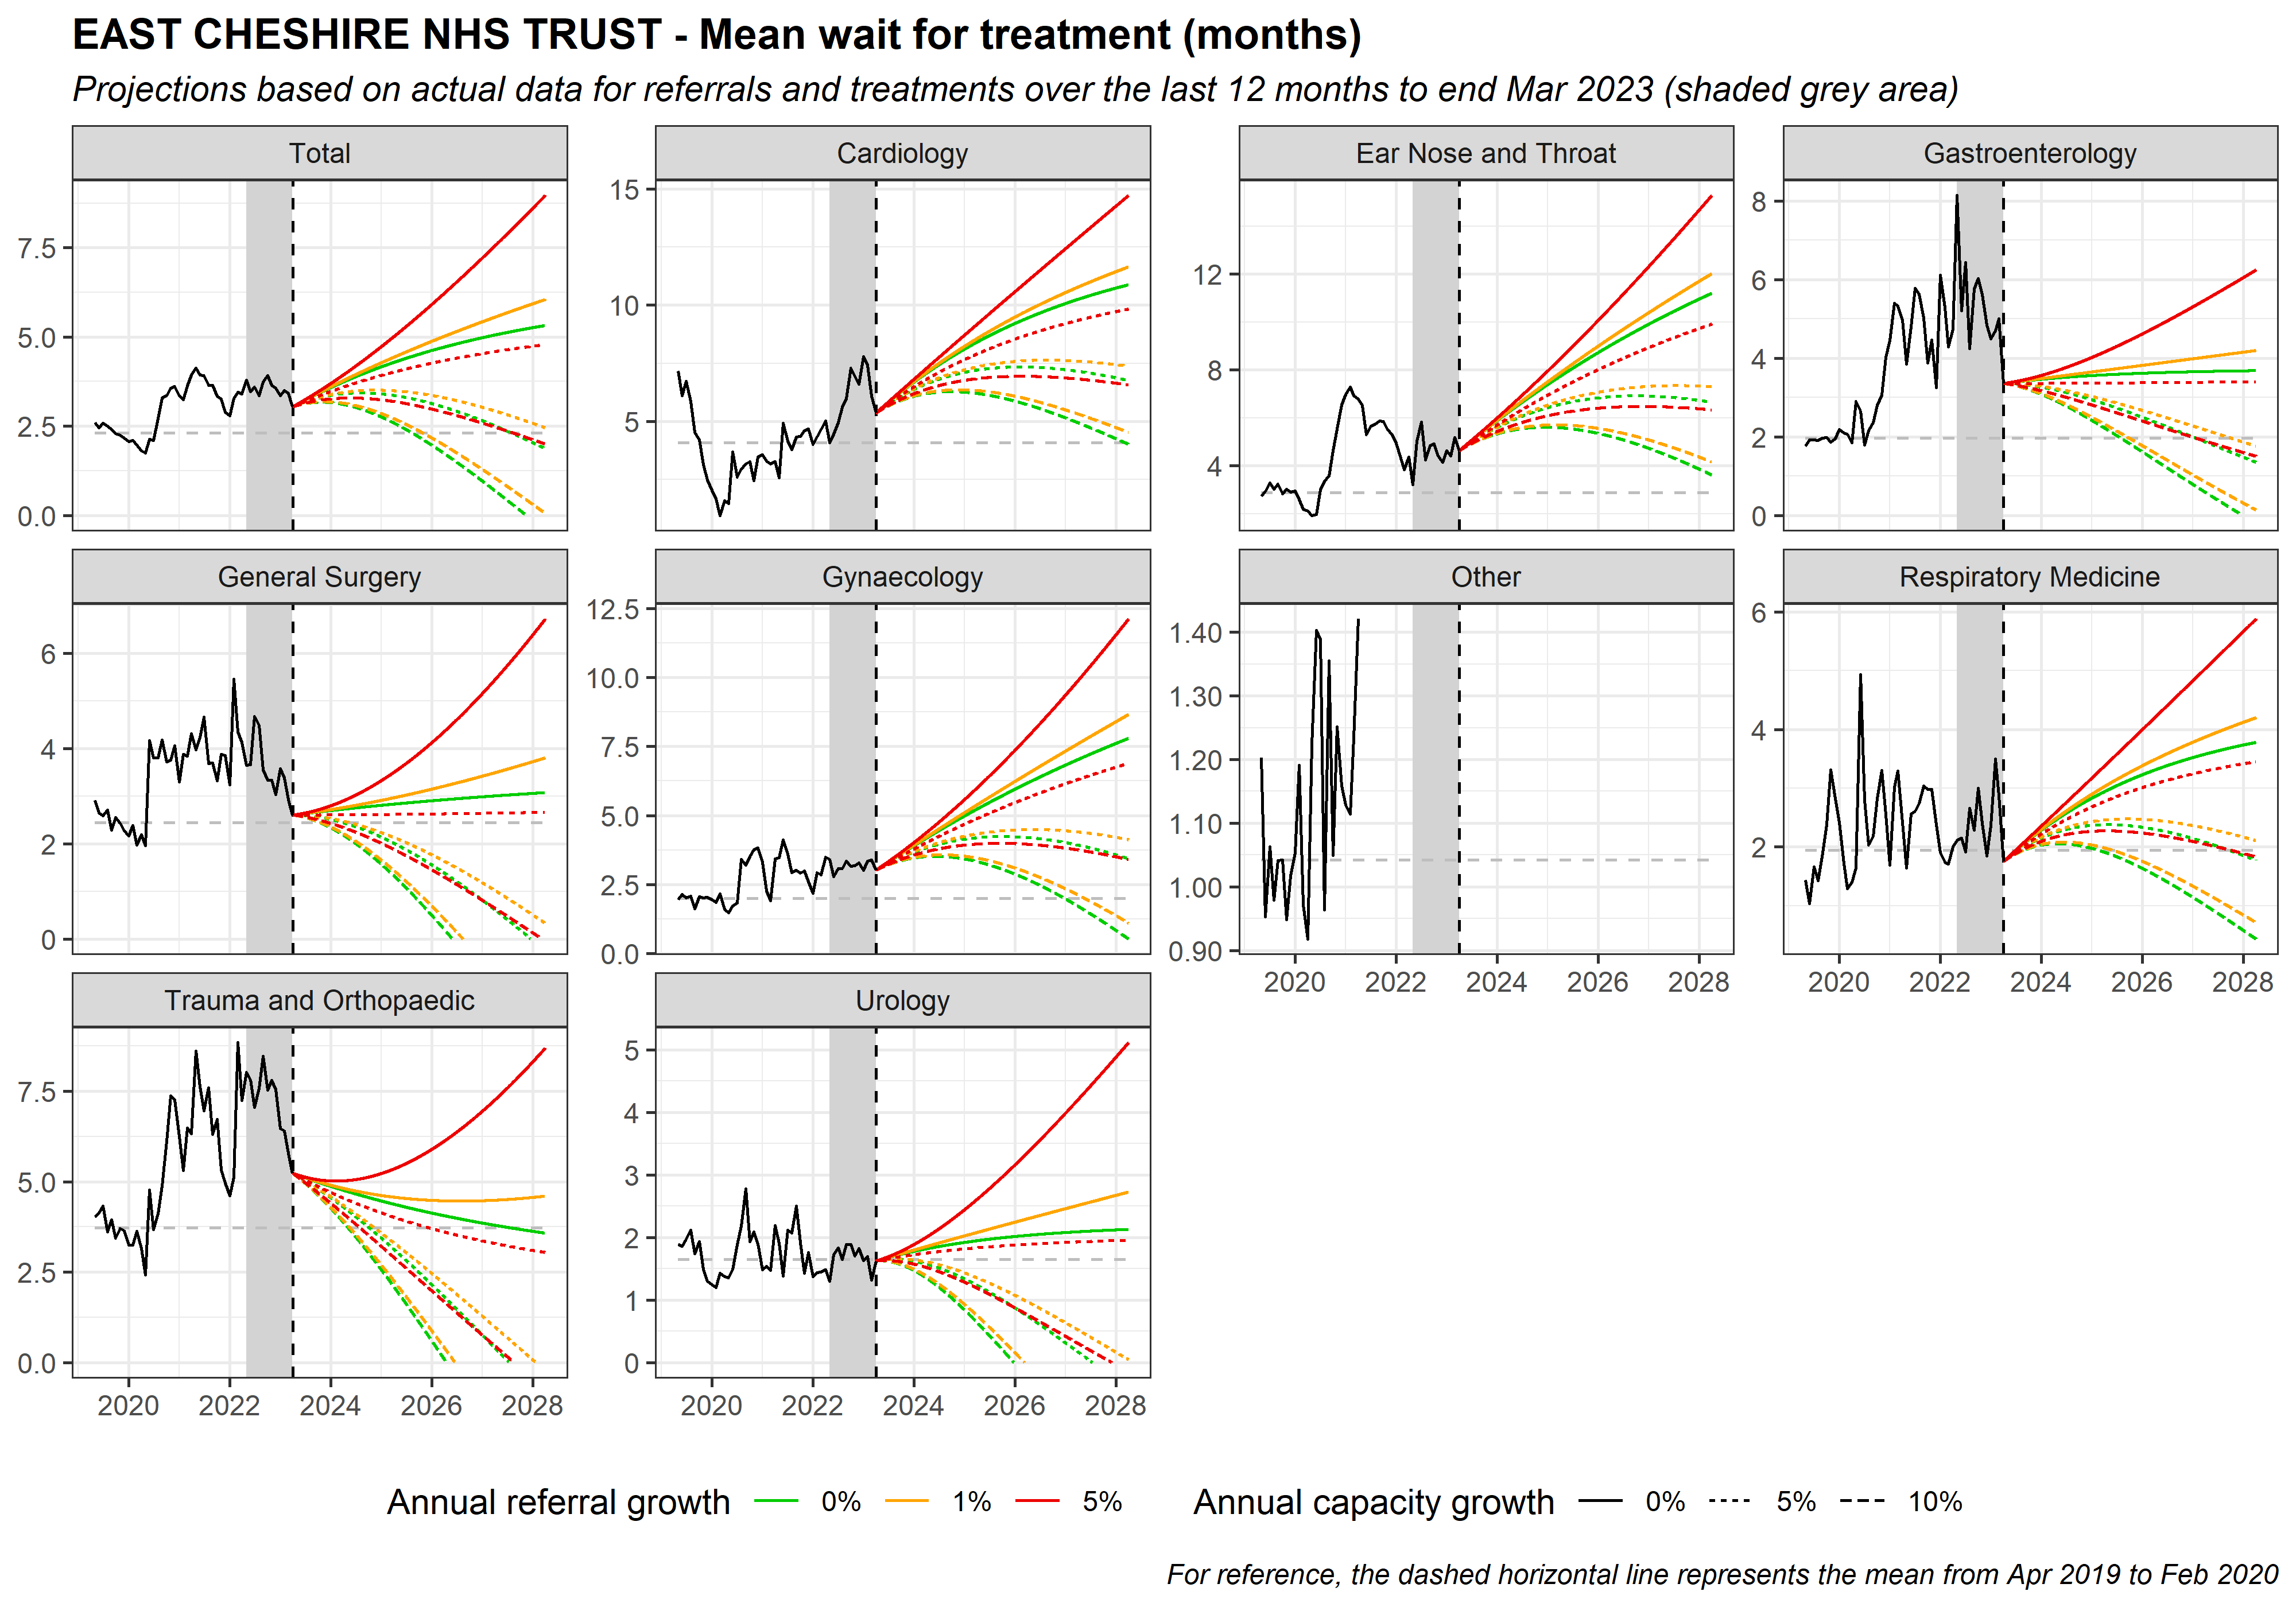 EAST CHESHIRE NHS TRUST - Mean wait for treatment (months)
Projections based on actual data for referrals and treatments over the last 12 months to end Mar 2023 (shaded grey area)
Total
Cardiology
Ear Nose and Throat
Gastroenterology
7.5
5.0
2.5
0.0
15
10
5
12
8
4
8
6
4
2
0
General Surgery
Gynaecology
Other
Respiratory Medicine
6
4
2
0
12.5
10.0
7.5
5.0
2.5
0.0
1.40
1.30
1.20
1.10
1.00
0.90
6
4
2
2020 2022 2024 2026 2028
2020 2022 2024 2026 2028
Trauma and Orthopaedic
Urology
7.5
5.0
2.5
0.0
5
4
3
2
1
0
2020 2022 2024 2026 2028
2020 2022 2024 2026 2028
Annual referral growth 0% 1% 5%
Annual capacity growth 0% 5% 10%
For reference, the dashed horizontal line represents the mean from Apr 2019 to Feb 2020